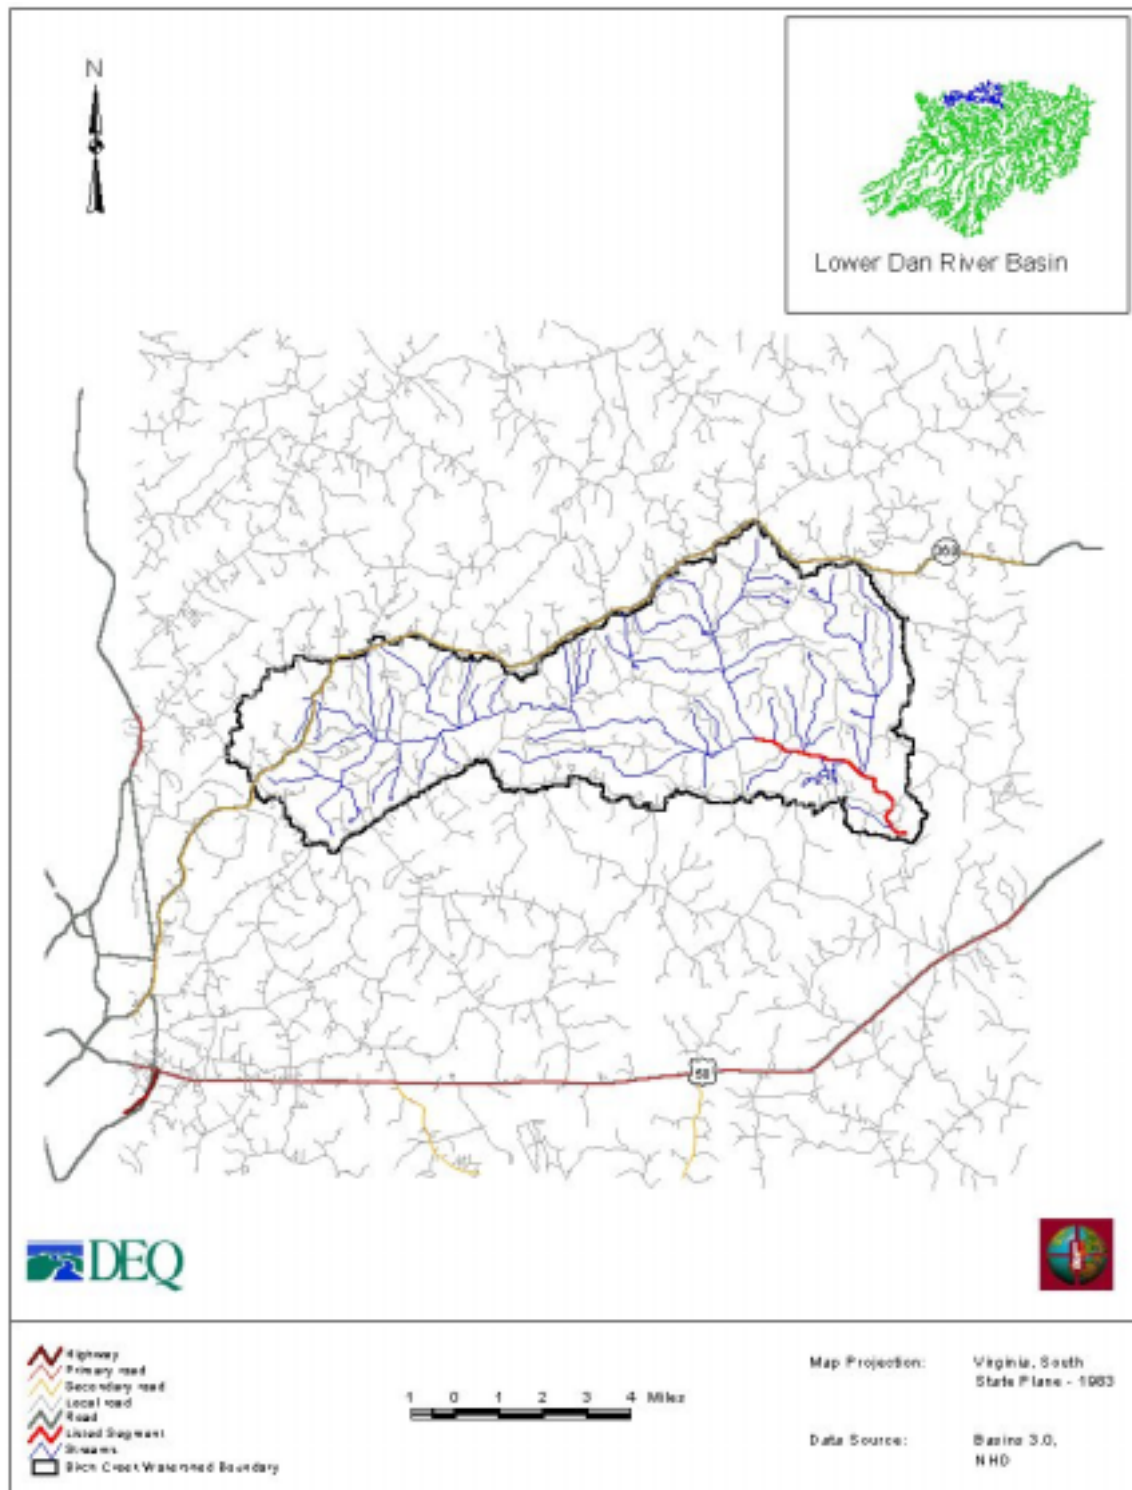 N
Lower Dan River Basin
58
DEQ
Highway
Primary road
Secondary road
Local road
Road
Listed Segment
Streams
Birch Creek Watershed Boundary
1 0 1 2 3 4 Miles
Map Projection:
Virginia, South
State Plane - 1983
Data Source:
Basins 3.0,
NHD